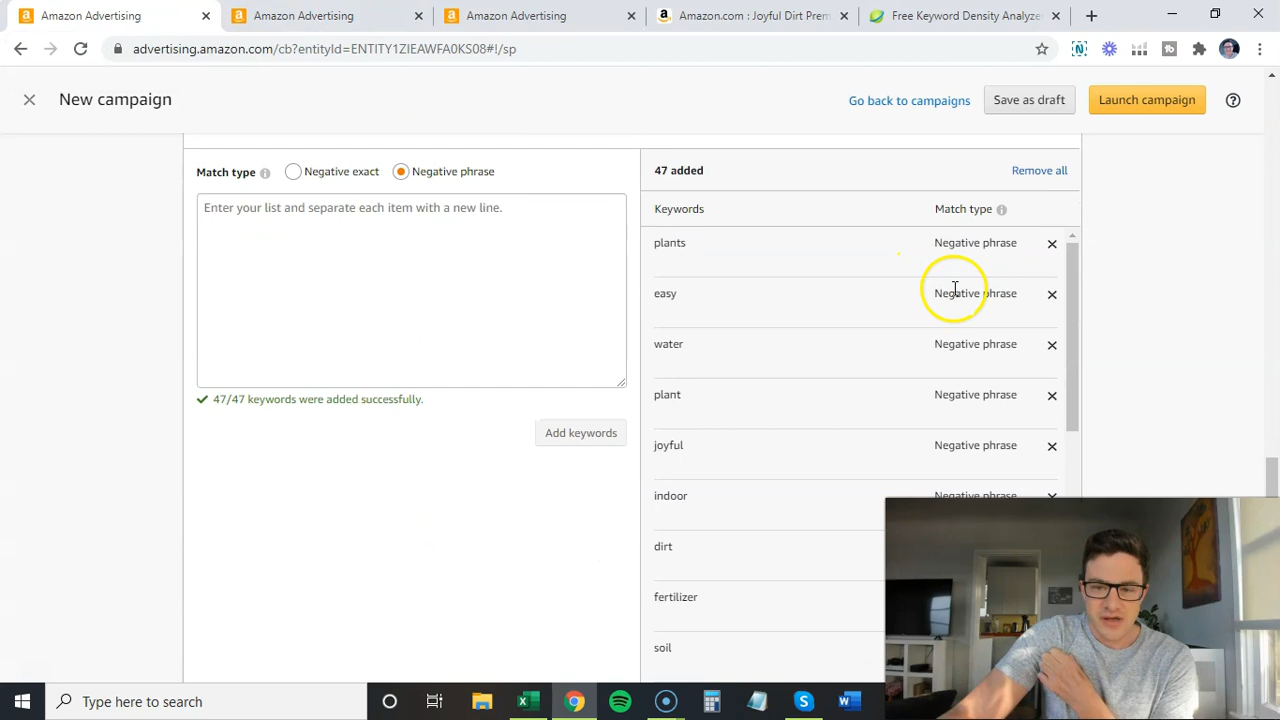 Amazon Advertising
Amazon Advertising
Amazon Advertising
Amazon.com : Joyful Dirt Prem
Free Keyword Density Analyze
advertising.amazon.com/cb?entityId=ENTITY1ZIEAWFA0KS08#!/sp
New campaign
Go back to campaigns
Save as draft
Launch campaign
Match type
Negative exact
Negative phrase
47 added
Remove all
Enter your list and separate each item with a new line.
Keywords
Match type
plants
Negative phrase
easy
Negative phrase
water
Negative phrase
plant
Negative phrase
47/47 keywords were added successfully.
Add keywords
joyful
Negative phrase
indoor
Negative phrase
dirt
fertilizer
soil
Type here to search